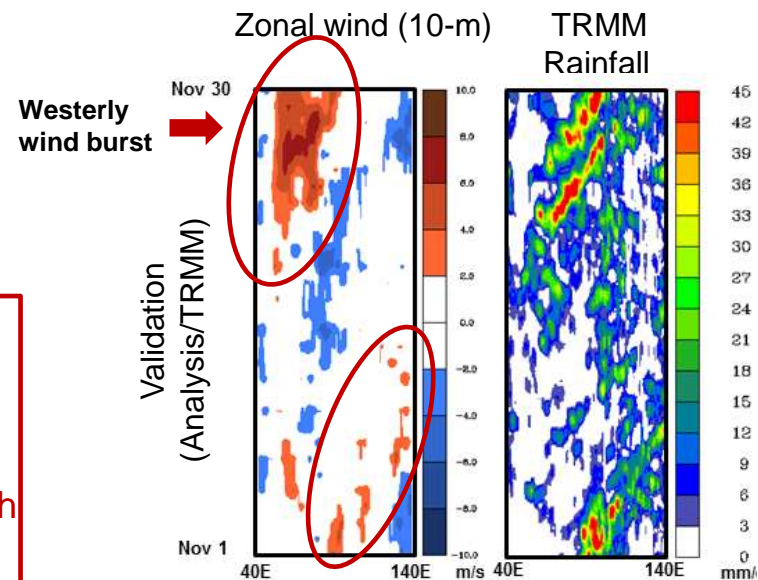 Zonal wind (10-m)
TRMM
Rainfall
Nov 30
Westerly
wind burst
Validation
(Analysis/TRMM)
Nov 1
40E
140E
m/s
10.0
8.0
6.0
4.0
2.0
0.0
-2.0
-4.0
-6.0
-8.0
-10.0
40E
140E
45
42
39
36
33
30
27
24
21
18
15
12
9
6
3
0
h